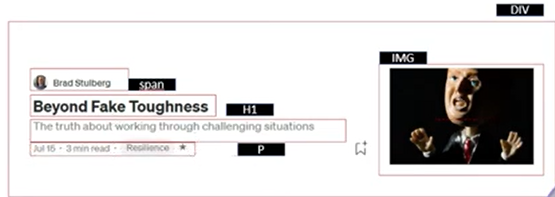 DIV
IMG
Brad Stulberg span
Beyond Fake Toughness H1
The truth about working through challenging situations
Jul 15 · 3 min read · Resilience ★ P